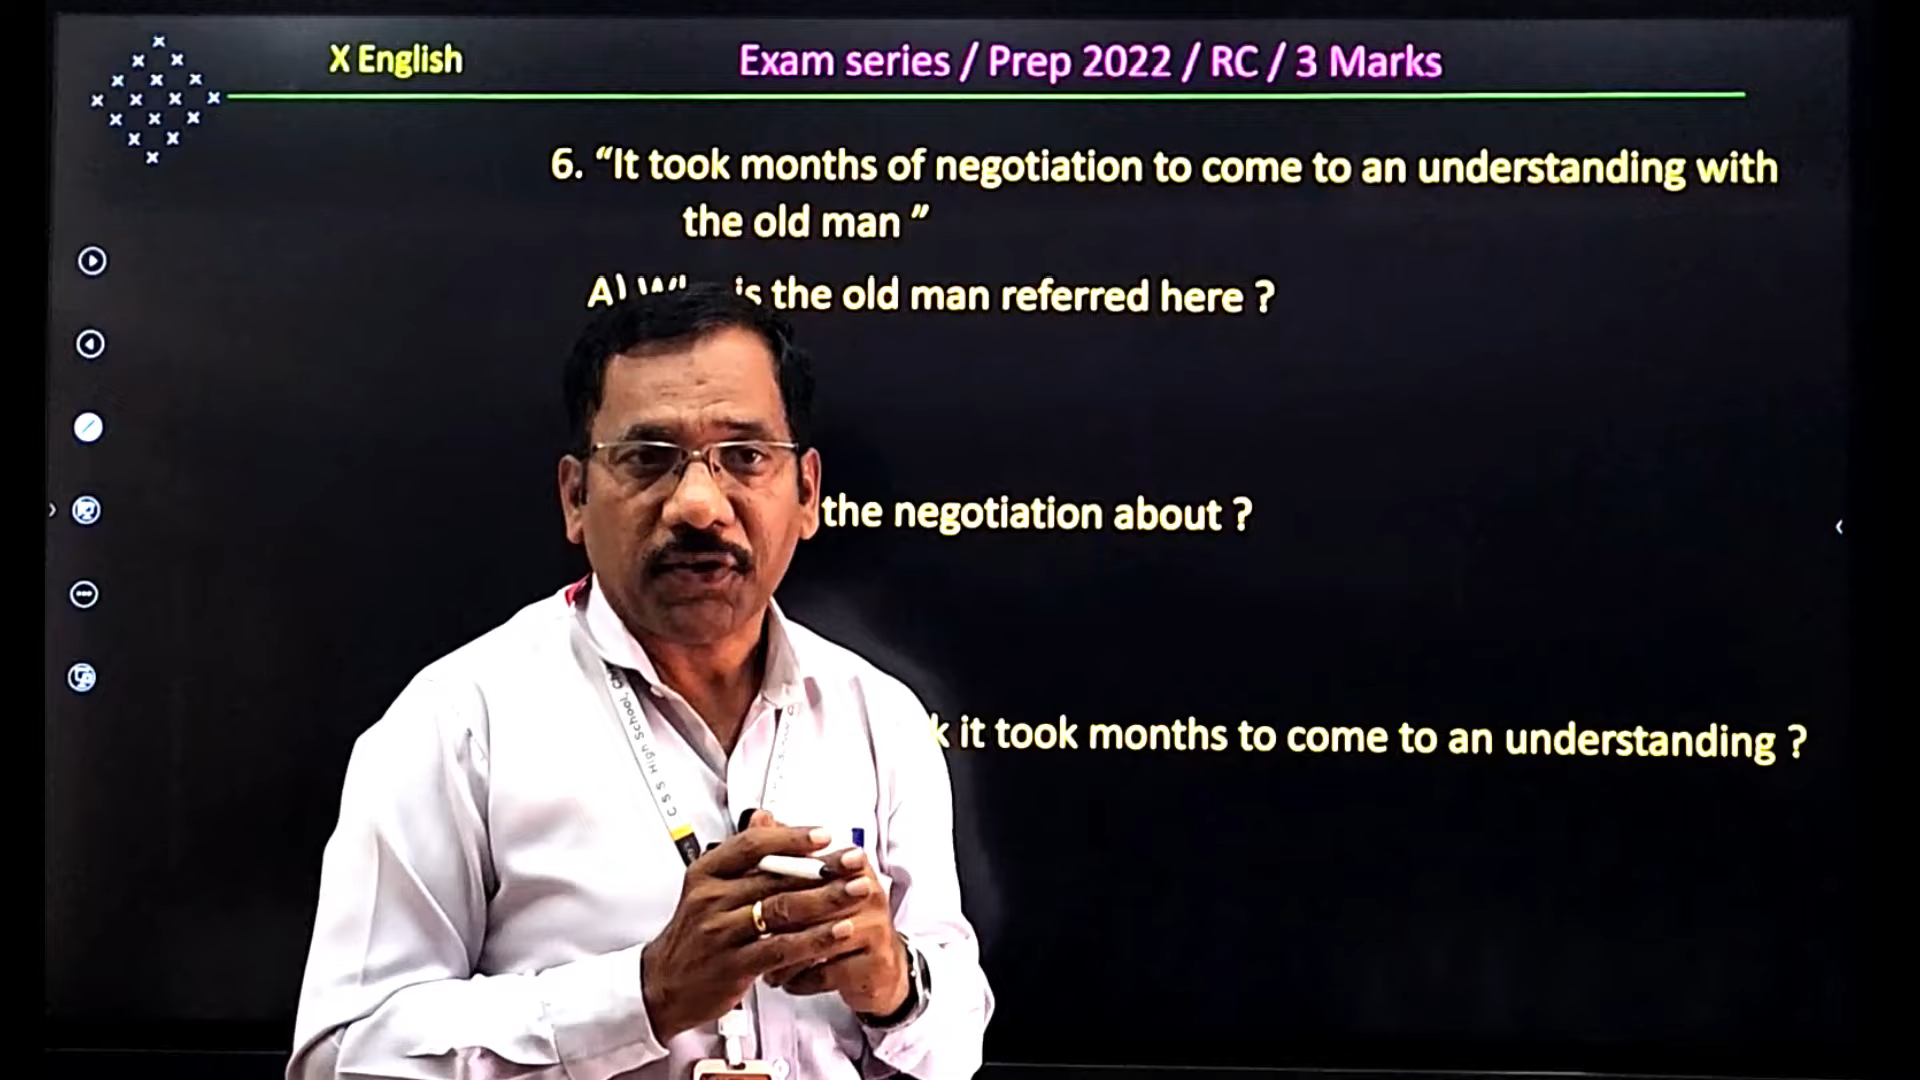 X English
Exam series / Prep 2022 / RC / 3 Marks
6. “It took months of negotiation to come to an understanding with
the old man ”
A) is the old man referred here ?
the negotiation about ?
it took months to come to an understanding ?
C S S High School,